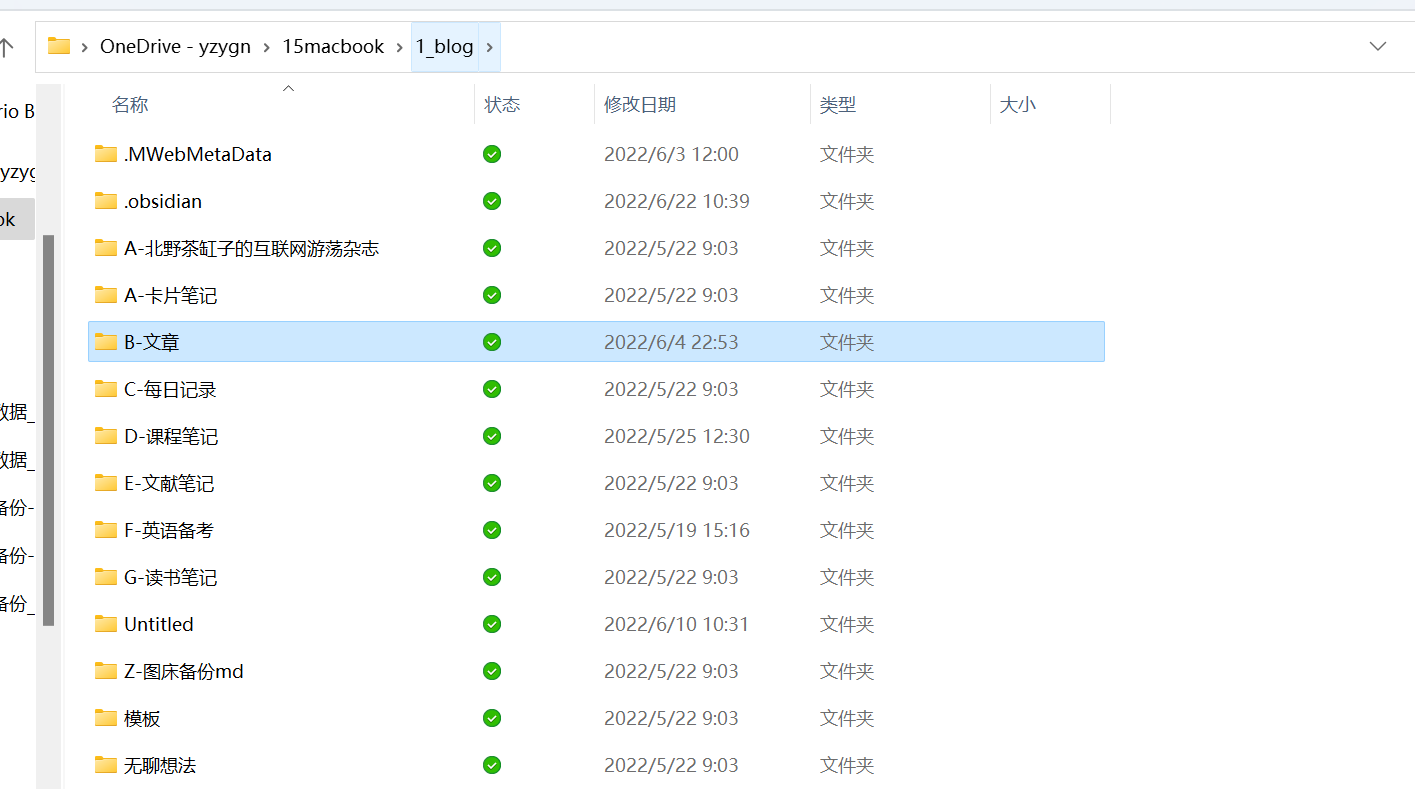 OneDrive - yzygn > 15macbook > 1_blog >
名称 状态 修改日期 类型 大小
.MWebMetaData 2022/6/3 12:00 文件夹
.obsidian 2022/6/22 10:39 文件夹
A-北野茶缸子的互联网游荡杂志 2022/5/22 9:03 文件夹
A-卡片笔记 2022/5/22 9:03 文件夹
B-文章 2022/6/4 22:53 文件夹
C-每日记录 2022/5/22 9:03 文件夹
D-课程笔记 2022/5/25 12:30 文件夹
E-文献笔记 2022/5/22 9:03 文件夹
F-英语备考 2022/5/19 15:16 文件夹
G-读书笔记 2022/5/22 9:03 文件夹
Untitled 2022/6/10 10:31 文件夹
Z-图床备份md 2022/5/22 9:03 文件夹
模板 2022/5/22 9:03 文件夹
无聊想法 2022/5/22 9:03 文件夹
rio B
yzyg
ok
数据_
数据_
备份-
备份-
备份_